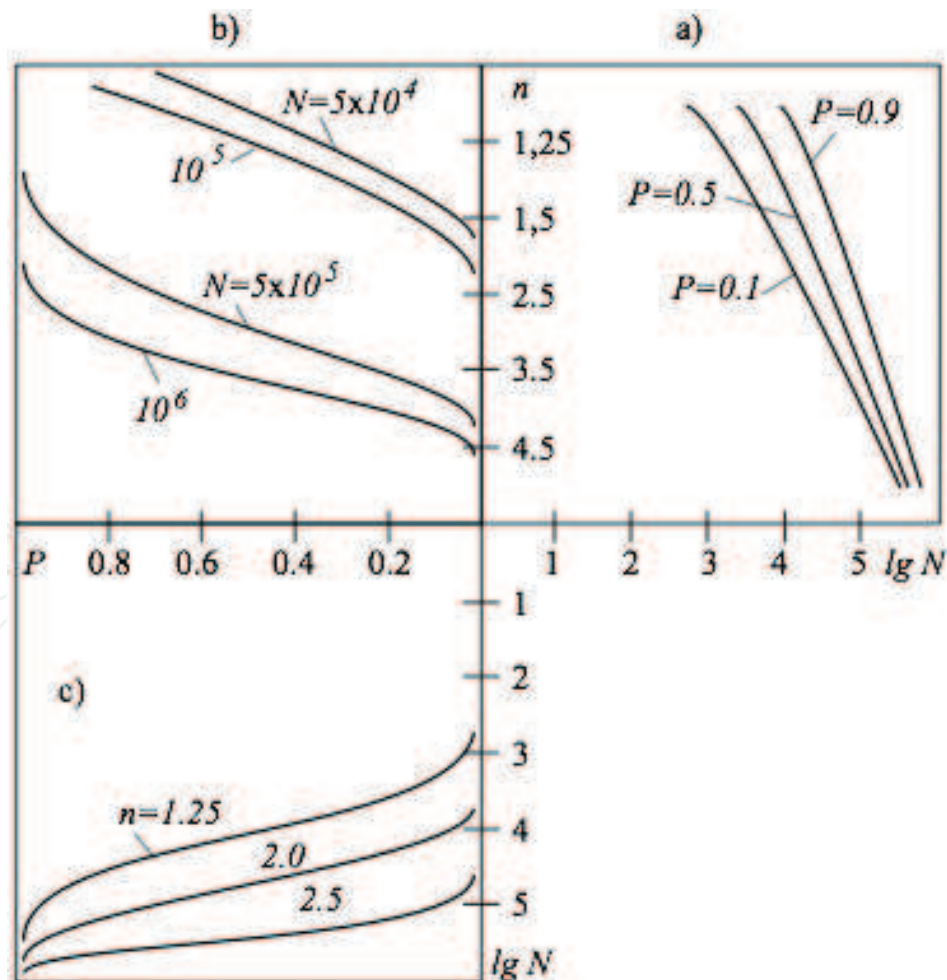 b) a)
n
N=5x10^4
P=0.9
1,25
10^5
P=0.5
1,5
N=5x10^5
P=0.1
2.5
3.5
10^6
4.5
P 0.8 0.6 0.4 0.2 1 2 3 4 5 lg N
1
2
c)
3
n=1.25
4
2.0
2.5
5
lg N